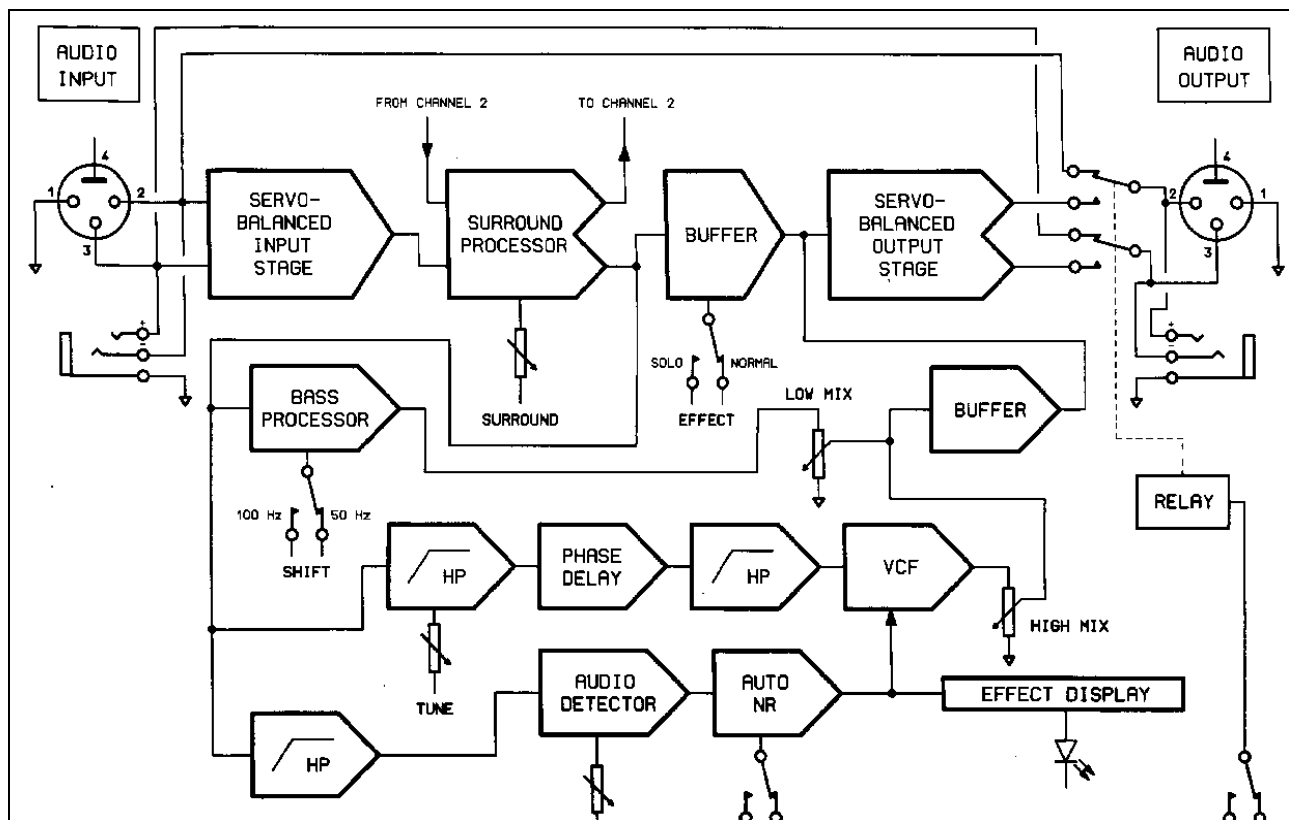 AUDIO
INPUT
AUDIO
OUTPUT
FROM CHANNEL 2
TO CHANNEL 2
4
1
2
3
SERVO-
BALANCED
INPUT
STAGE
SURROUND
PROCESSOR
BUFFER
SERVO-
BALANCED
OUTPUT
STAGE
4
2
1
3
+
-
+
-
SURROUND
SOLO
NORMAL
EFFECT
BASS
PROCESSOR
LOW MIX
BUFFER
100 Hz
50 Hz
SHIFT
RELAY
HP
PHASE
DELAY
HP
VCF
HIGH MIX
TUNE
AUDIO
DETECTOR
AUTO
NR
EFFECT DISPLAY
HP